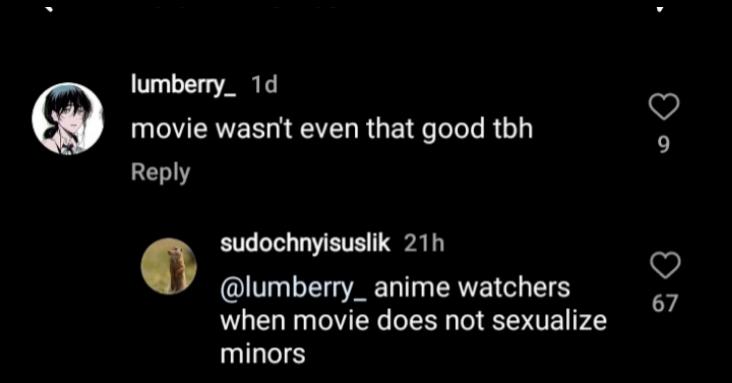 lumberry_ 1d
movie wasn't even that good tbh
9
Reply
sudochnyisuslik 21h
@lumberry_ anime watchers
when movie does not sexualize
minors
67